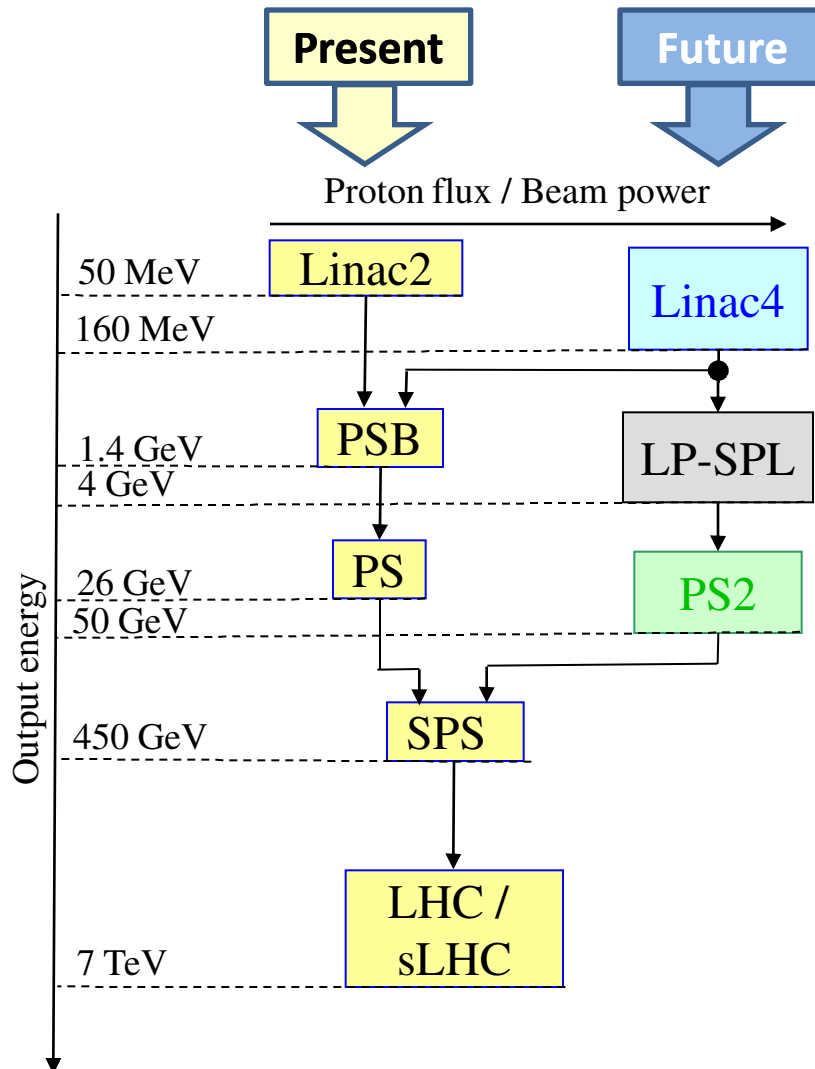 Present
Future
Proton flux / Beam power
50 MeV
Linac2
160 MeV
Linac4
1.4 GeV
PSB
4 GeV
LP-SPL
26 GeV
PS
50 GeV
PS2
Output energy
450 GeV
SPS
7 TeV
LHC /
sLHC